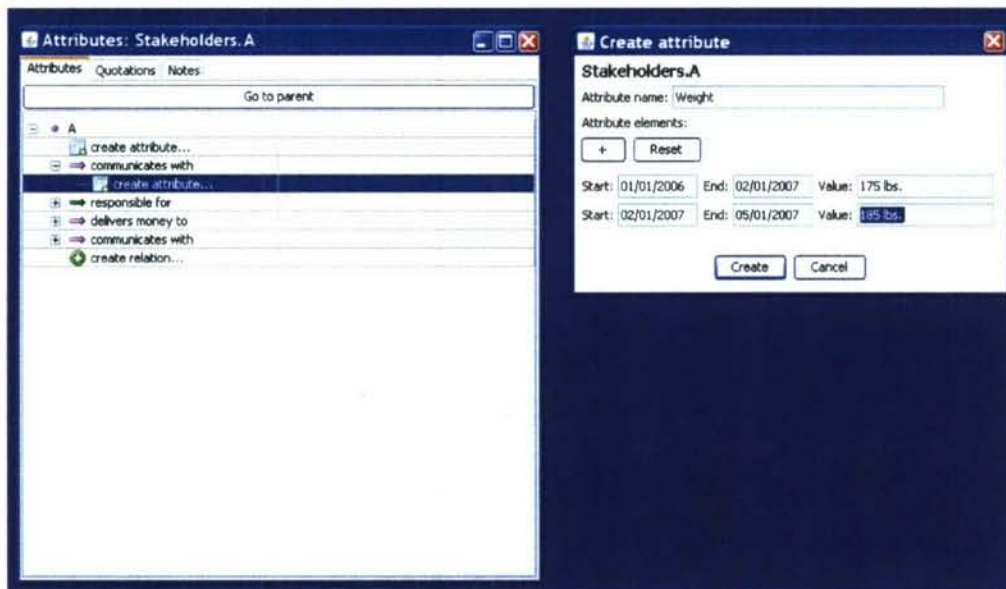 Attributes: Stakeholders.A
Attributes Quotations Notes
Go to parent
A
create attribute...
communicates with
create attribute...
responsible for
delivers money to
communicates with
create relation...
Create attribute
Stakeholders.A
Attribute name: Weight
Attribute elements:
+ Reset
Start: 01/01/2006 End: 02/01/2007 Value: 175 lbs.
Start: 02/01/2007 End: 05/01/2007 Value: 185 lbs.
Create Cancel